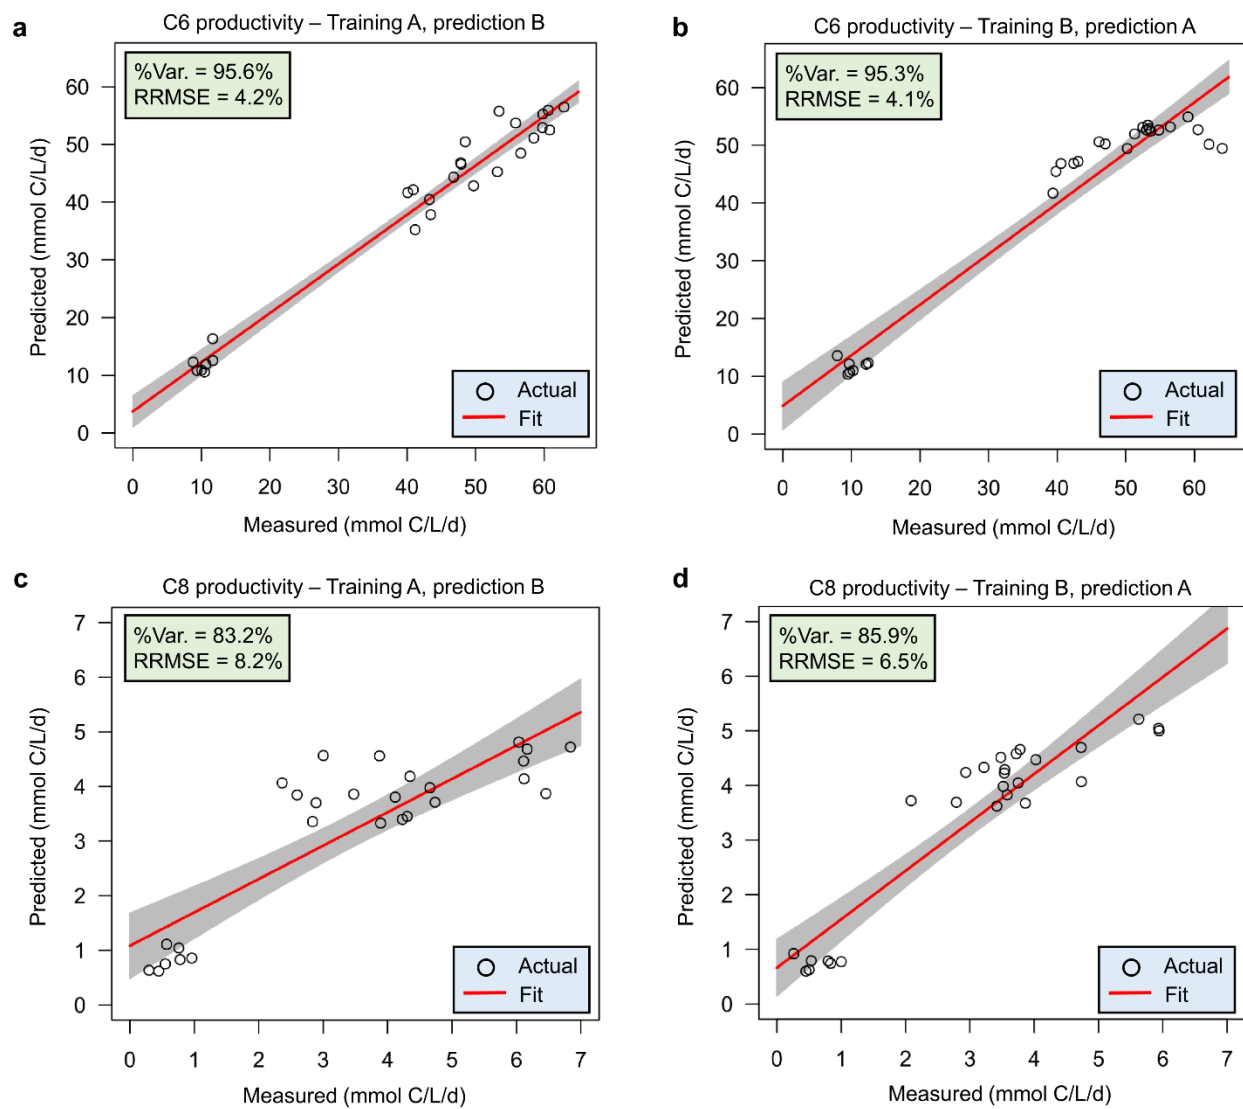 a
C6 productivity – Training A, prediction B
%Var. = 95.6%
RRMSE = 4.2%
Predicted (mmol C/L/d)
60
50
40
30
20
10
0
Actual
Fit
0 10 20 30 40 50 60
Measured (mmol C/L/d)
b
C6 productivity – Training B, prediction A
%Var. = 95.3%
RRMSE = 4.1%
Predicted (mmol C/L/d)
60
50
40
30
20
10
0
Actual
Fit
0 10 20 30 40 50 60
Measured (mmol C/L/d)
c
C8 productivity – Training A, prediction B
%Var. = 83.2%
RRMSE = 8.2%
Predicted (mmol C/L/d)
7
6
5
4
3
2
1
0
Actual
Fit
0 1 2 3 4 5 6 7
Measured (mmol C/L/d)
d
C8 productivity – Training B, prediction A
%Var. = 85.9%
RRMSE = 6.5%
Predicted (mmol C/L/d)
7
6
5
4
3
2
1
0
Actual
Fit
0 1 2 3 4 5 6 7
Measured (mmol C/L/d)